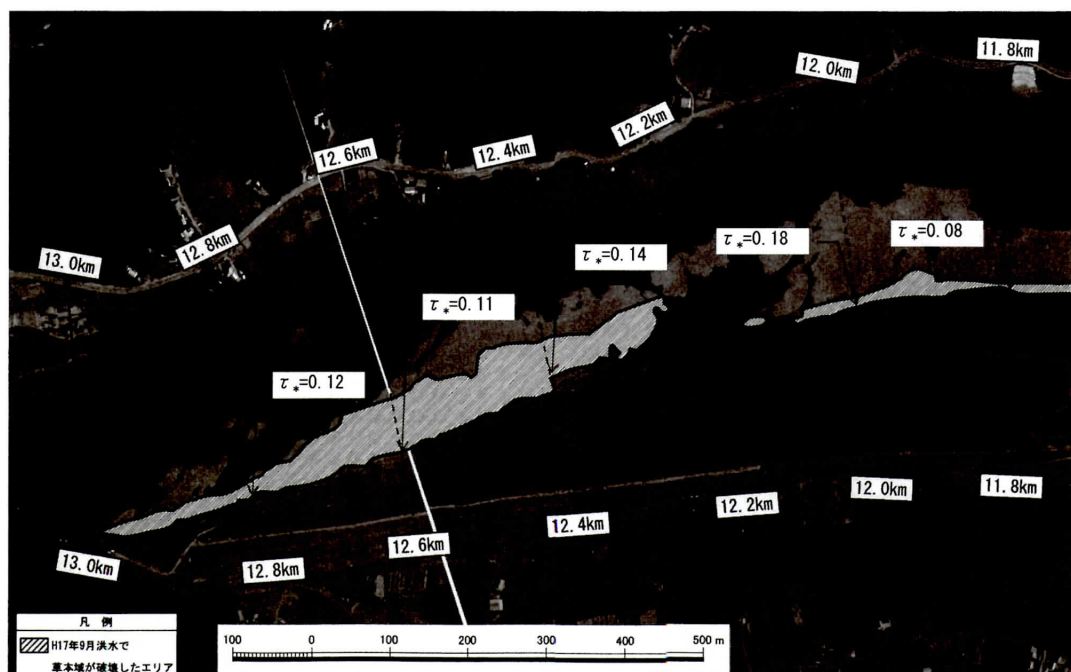 11.8km
12.0km
12.2km
12.4km
12.6km
12.8km
13.0km
τ*=0.08
τ*=0.18
τ*=0.14
τ*=0.11
τ*=0.12
11.8km
12.0km
12.2km
12.4km
12.6km
12.8km
13.0km
凡 例
H17年9月洪水で
草本域が破壊したエリア
100 0 100 200 300 400 500 m